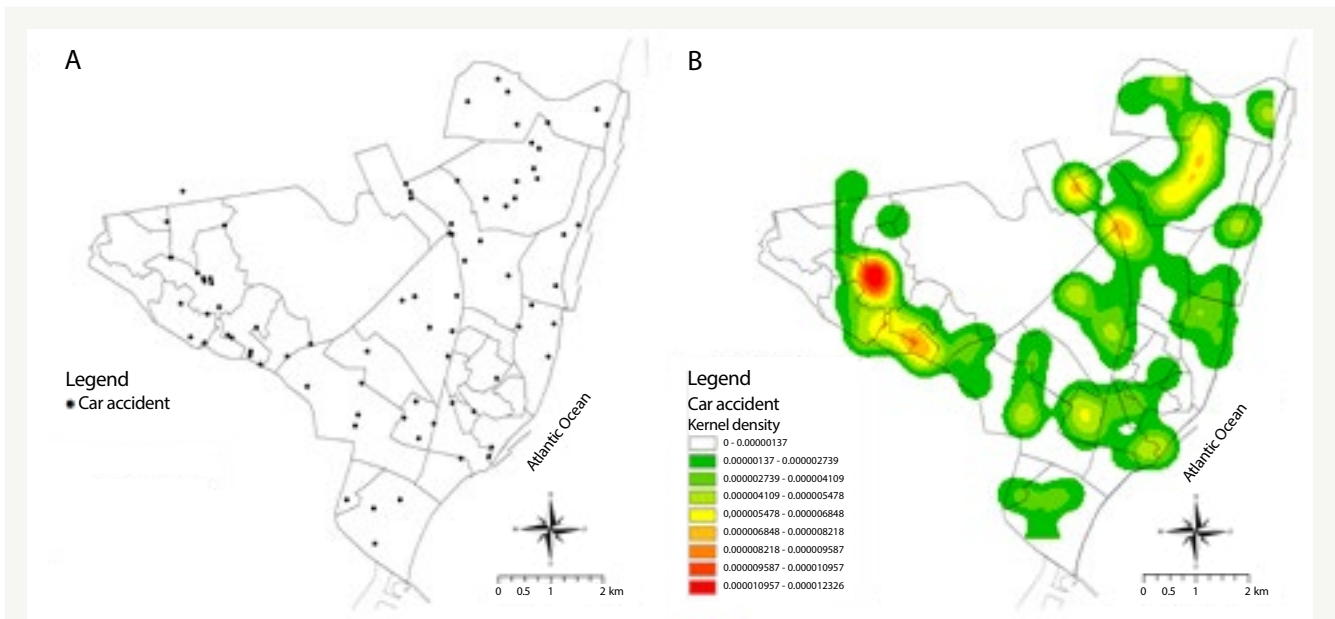 A
Legend
Car accident
Atlantic Ocean
0 0.5 1 2 km
B
Legend
Car accident
Kernel density
0 - 0.00000137
0.00000137 - 0.000002739
0.000002739 - 0.000004109
0.000004109 - 0.000005478
0,000005478 - 0.000006848
0.000006848 - 0.000008218
0.000008218 - 0.000009587
0.000009587 - 0.000010957
0.000010957 - 0.000012326
Atlantic Ocean
0 0.5 1 2 km